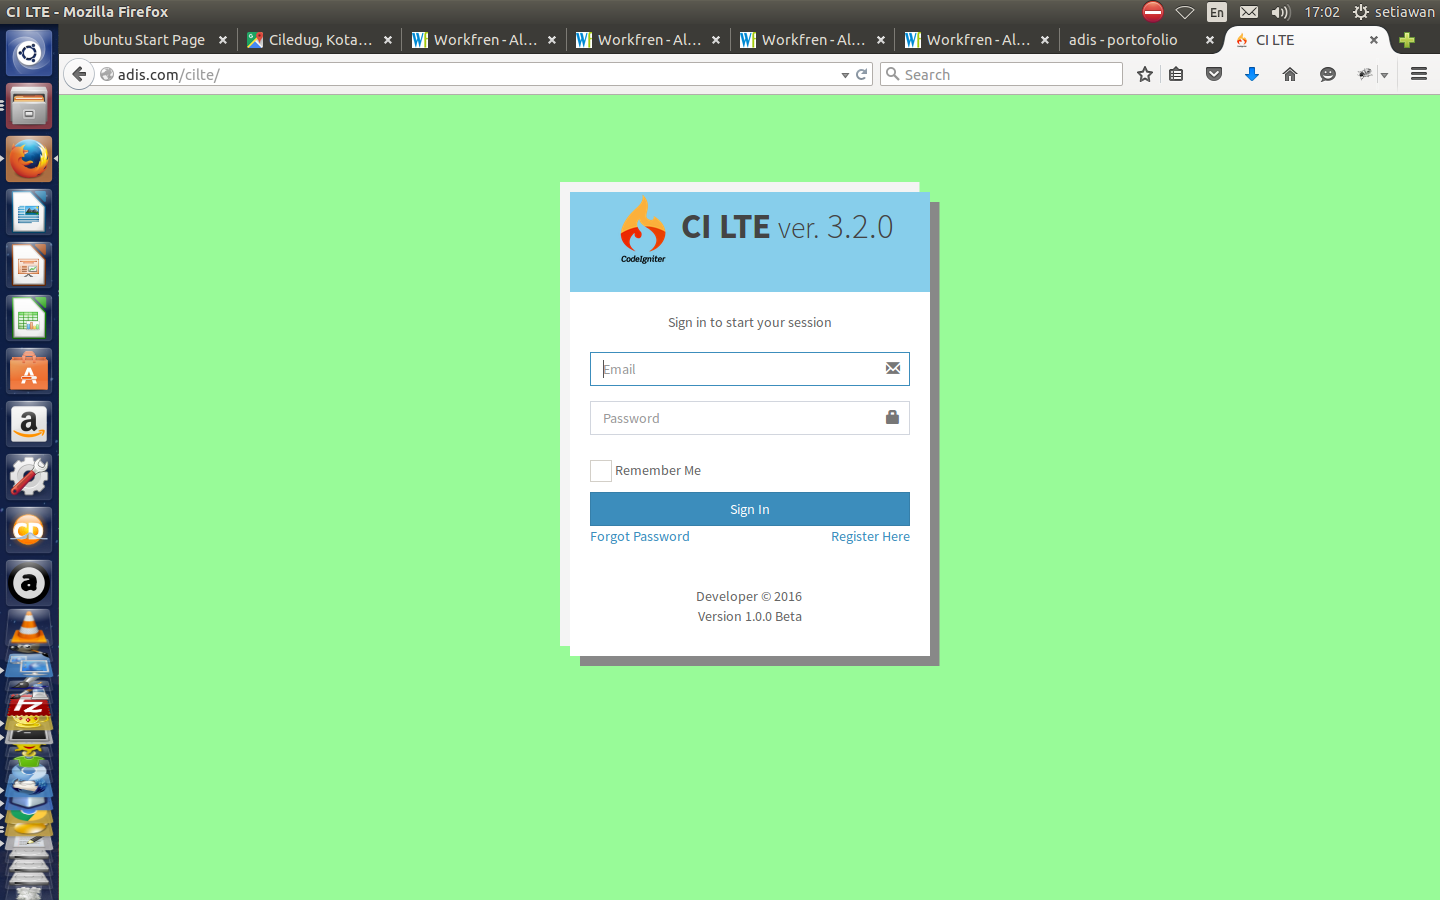 CI LTE - Mozilla Firefox
En
17:02
setiawan
Ubuntu Start Page
Ciledug, Kota...
Workfren - Al...
Workfren - Al...
Workfren - Al...
Workfren - Al...
adis - portofolio
CI LTE
adis.com/cilte/
Search
CodeIgniter
CI LTE ver. 3.2.0
Sign in to start your session
Email
Password
Remember Me
Sign In
Forgot Password
Register Here
Developer © 2016
Version 1.0.0 Beta